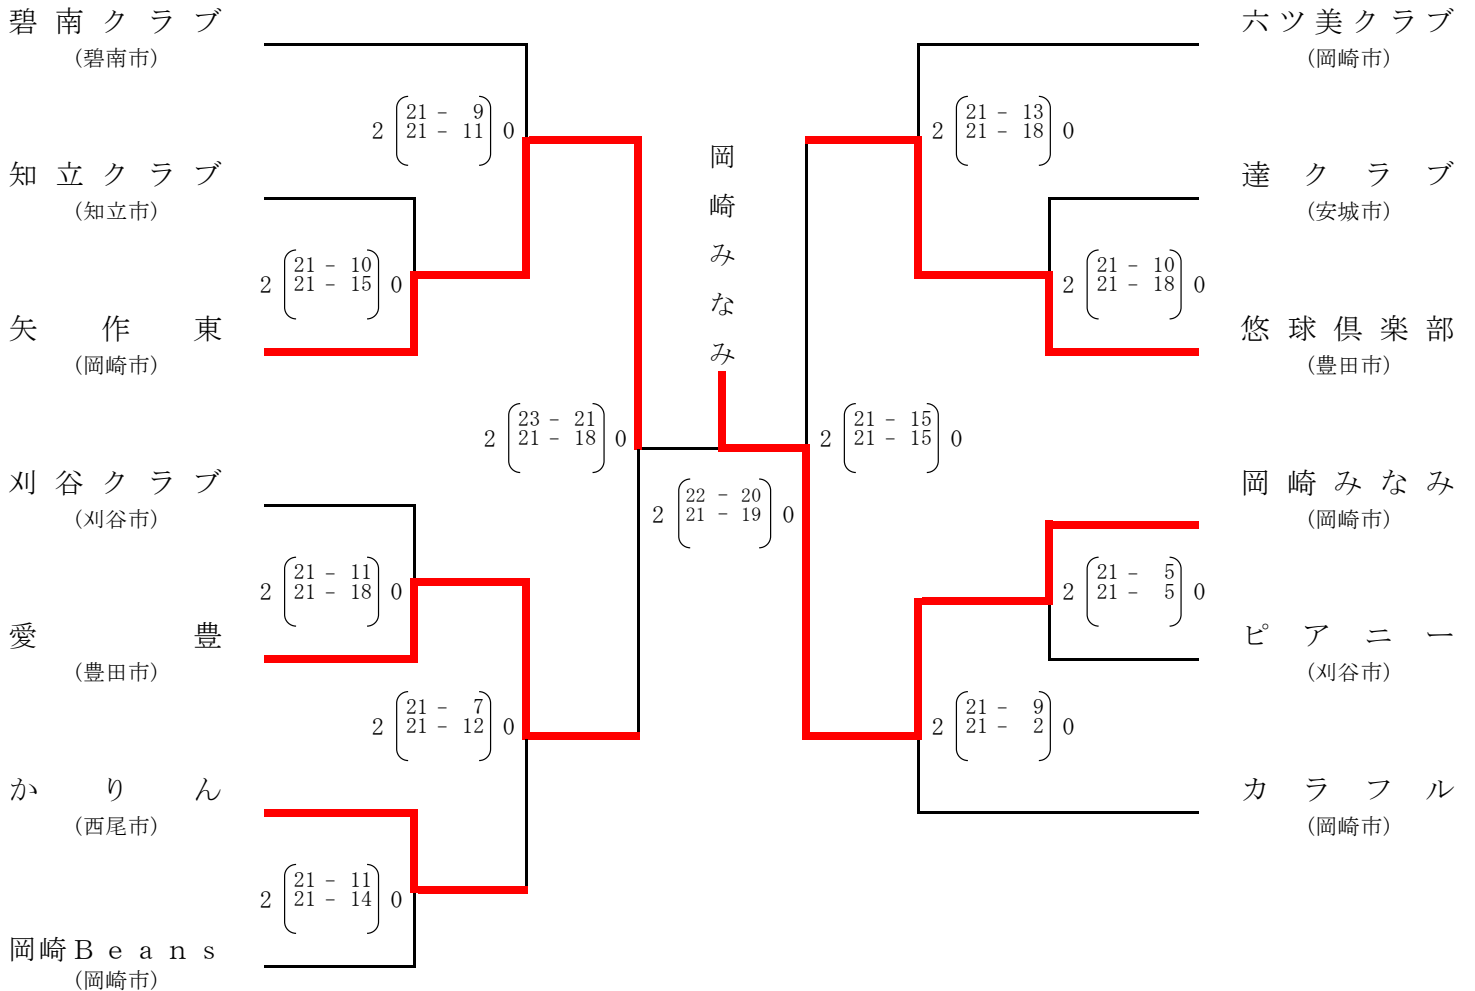 碧南クラブ
(碧南市)
知立クラブ
(知立市)
矢作東
(岡崎市)
刈谷クラブ
(刈谷市)
愛豊
(豊田市)
かりん
(西尾市)
岡崎Beans
(岡崎市)
2 21 - 9 0
21 - 11
2 21 - 10 0
21 - 15
2 23 - 21 0
21 - 18
2 21 - 11 0
21 - 18
2 21 - 7 0
21 - 12
2 21 - 11 0
21 - 14
岡崎みなみ
2 22 - 20 0
21 - 19
2 21 - 13 0
21 - 18
2 21 - 10 0
21 - 18
2 21 - 15 0
21 - 15
2 21 - 5 0
21 - 5
2 21 - 9 0
21 - 2
六ツ美クラブ
(岡崎市)
達クラブ
(安城市)
悠球倶楽部
(豊田市)
岡崎みなみ
(岡崎市)
ピアニー
(刈谷市)
カラフル
(岡崎市)